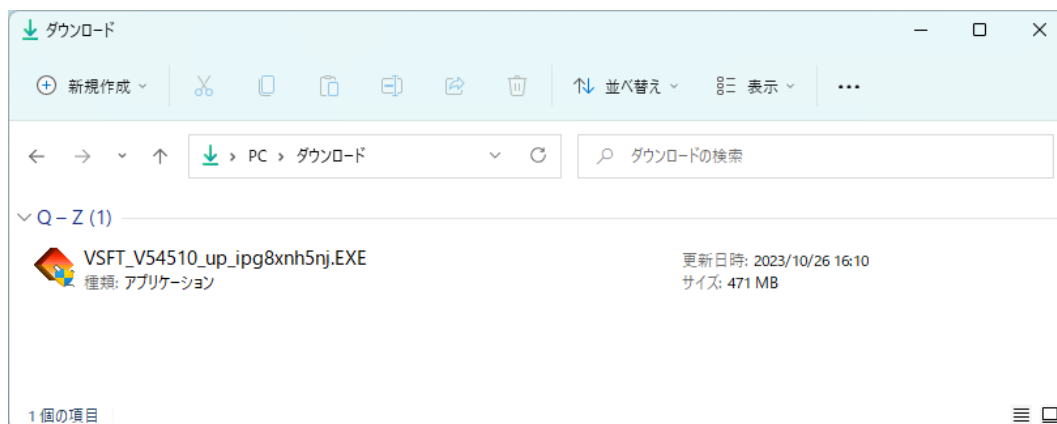 ダウンロード
新規作成 並べ替え 表示
PC ダウンロード ダウンロードの検索
Q – Z (1)
VSFT_V54510_up_ipg8xnh5nj.EXE 更新日時: 2023/10/26 16:10
種類: アプリケーション サイズ: 471 MB
1 個の項目